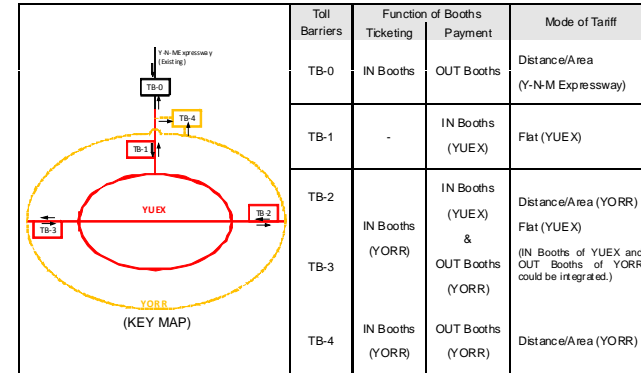 Y-N-M Expressway
(Existing)
TB-0
TB-4
TB-1
YUEX
TB-2
TB-3
YORR
(KEY MAP)
Toll
Barriers
Function of Booths
Ticketing
Payment
Mode of Tariff
TB-0
IN Booths
OUT Booths
Distance/Area
(Y-N-M Expressway)
TB-1
-
IN Booths
(YUEX)
Flat (YUEX)
TB-2
TB-3
IN Booths
(YORR)
IN Booths
(YUEX)
&
OUT Booths
(YORR)
Distance/Area (YORR)
Flat (YUEX)
(IN Booths of YUEX and
OUT Booths of YORR
could be integrated.)
TB-4
IN Booths
(YORR)
OUT Booths
(YORR)
Distance/Area (YORR)